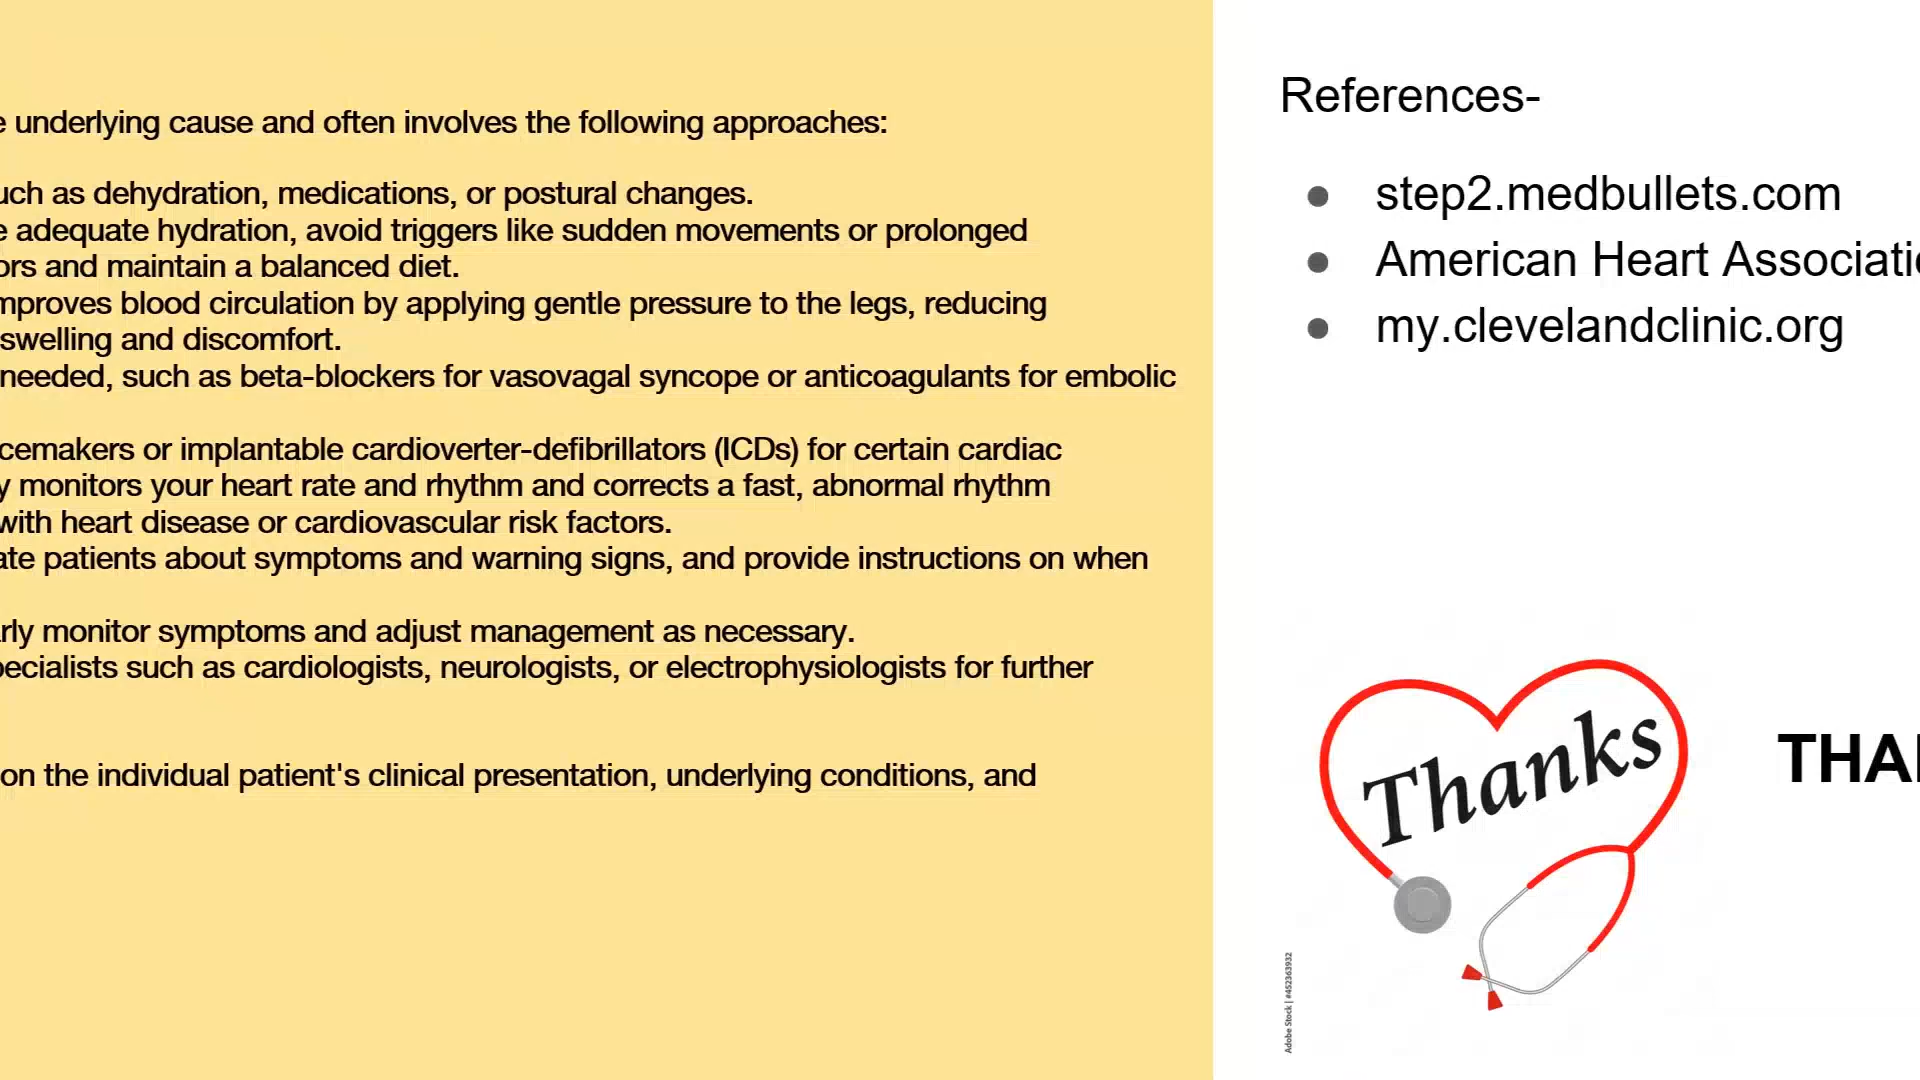 e underlying cause and often involves the following approaches:
uch as dehydration, medications, or postural changes.
e adequate hydration, avoid triggers like sudden movements or prolonged
ors and maintain a balanced diet.
mproves blood circulation by applying gentle pressure to the legs, reducing
swelling and discomfort.
needed, such as beta-blockers for vasovagal syncope or anticoagulants for embolic
cemakers or implantable cardioverter-defibrillators (ICDs) for certain cardiac
y monitors your heart rate and rhythm and corrects a fast, abnormal rhythm
with heart disease or cardiovascular risk factors.
ate patients about symptoms and warning signs, and provide instructions on when
rly monitor symptoms and adjust management as necessary.
pecialists such as cardiologists, neurologists, or electrophysiologists for further
on the individual patient's clinical presentation, underlying conditions, and
References-
● step2.medbullets.com
● American Heart Associati
● my.clevelandclinic.org
Thanks
THA
Adobe Stock | #452363932